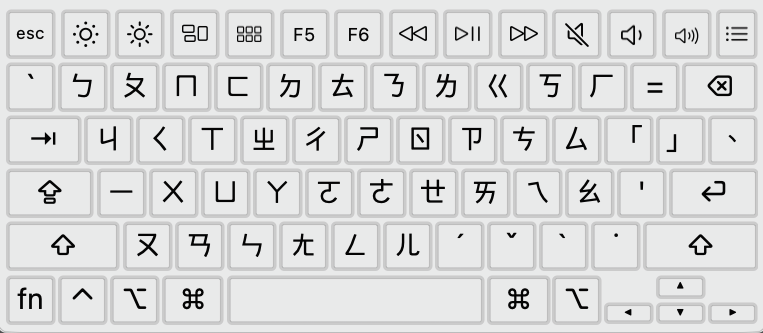 esc F5 F6
` ㄅ ㄆ ㄇ ㄈ ㄉ ㄊ ㄋ ㄌ ㄍ ㄎ ㄏ =
ㄐ ㄑ ㄒ ㄓ ㄔ ㄕ ㄖ ㄗ ㄘ ㄙ 「 」 、
ㄧ ㄨ ㄩ ㄚ ㄛ ㄜ ㄝ ㄞ ㄟ ㄠ '
ㄡ ㄢ ㄣ ㄤ ㄥ ㄦ ˊ ˇ ˋ ˙
fn ^ ⌥ ⌘ ⌘ ⌥